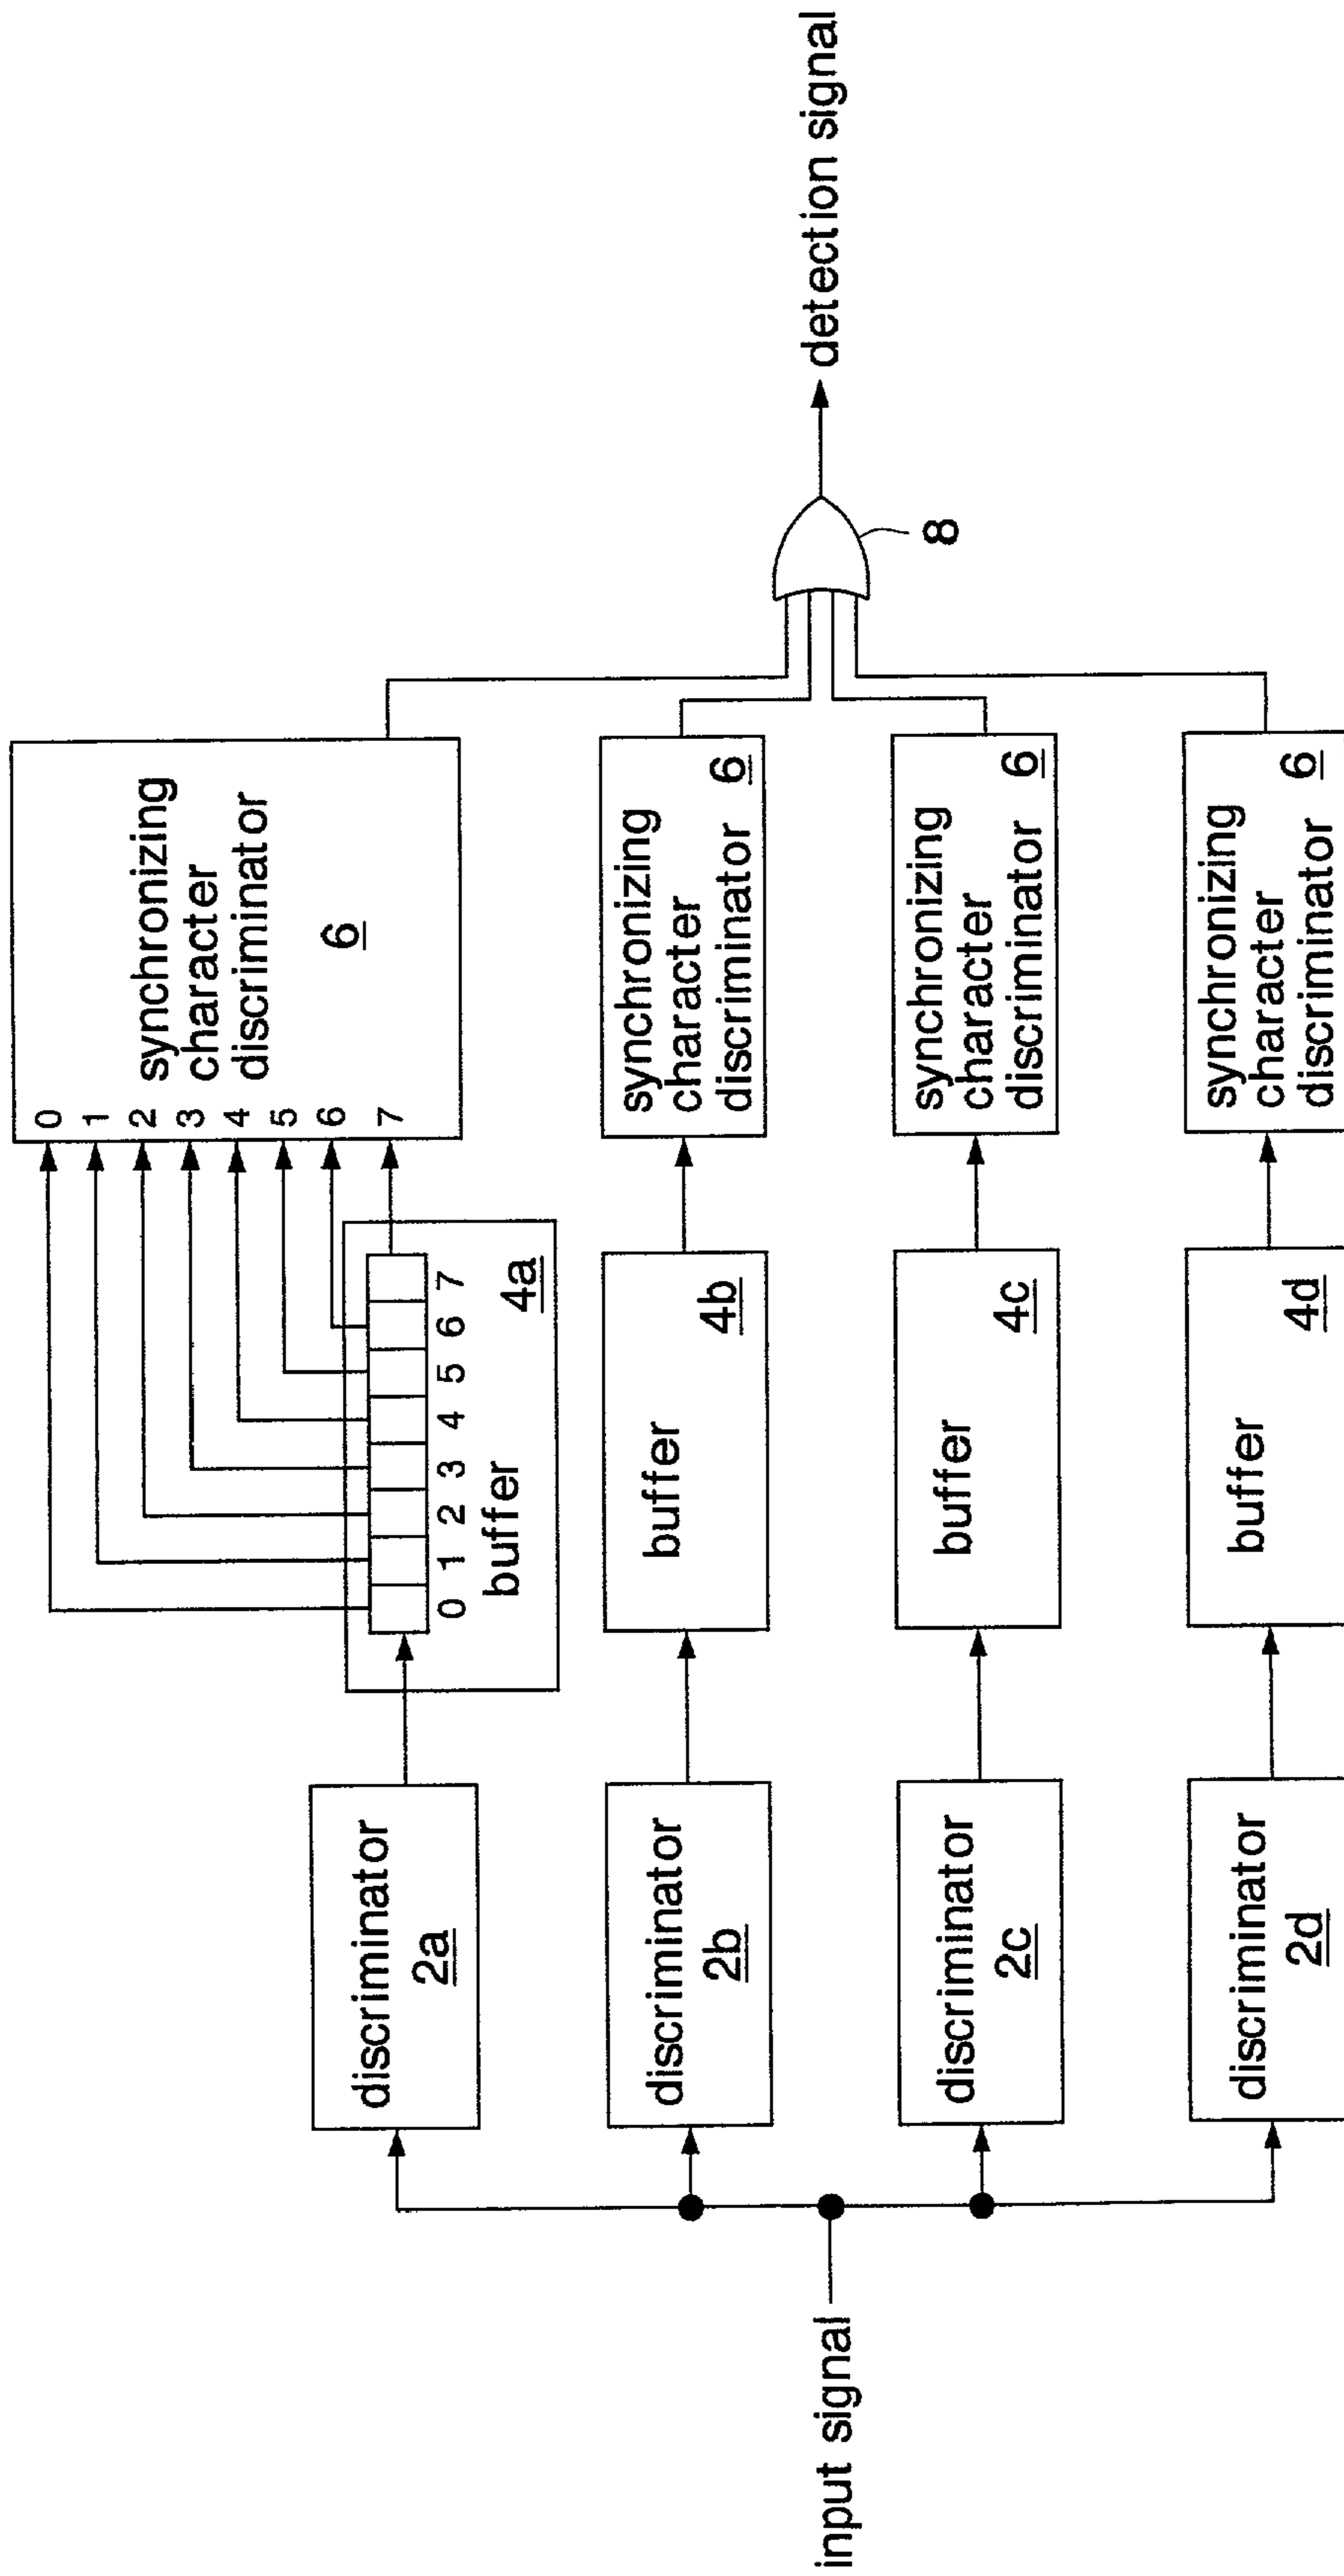 input signal
discriminator
2a
discriminator
2b
discriminator
2c
discriminator
2d
0 1 2 3 4 5 6 7
buffer
4a
buffer
4b
buffer
4c
buffer
4d
0
1
2
3
4
5
6
7
synchronizing
character
discriminator
6
synchronizing
character
discriminator 6
synchronizing
character
discriminator 6
synchronizing
character
discriminator 6
8
detection signal